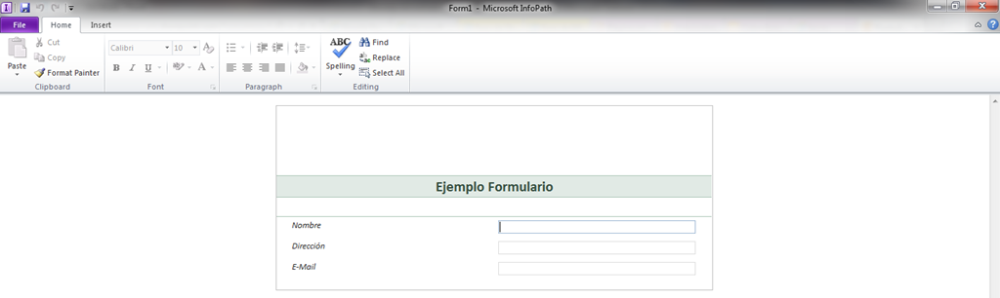 Form1 - Microsoft InfoPath
File Home Insert
Paste
Cut
Copy
Format Painter
Clipboard
Calibri 10
B I U ab A
Font
Paragraph
ABC
Spelling
Find
Replace
Select All
Editing
Ejemplo Formulario
Nombre
Dirección
E-Mail